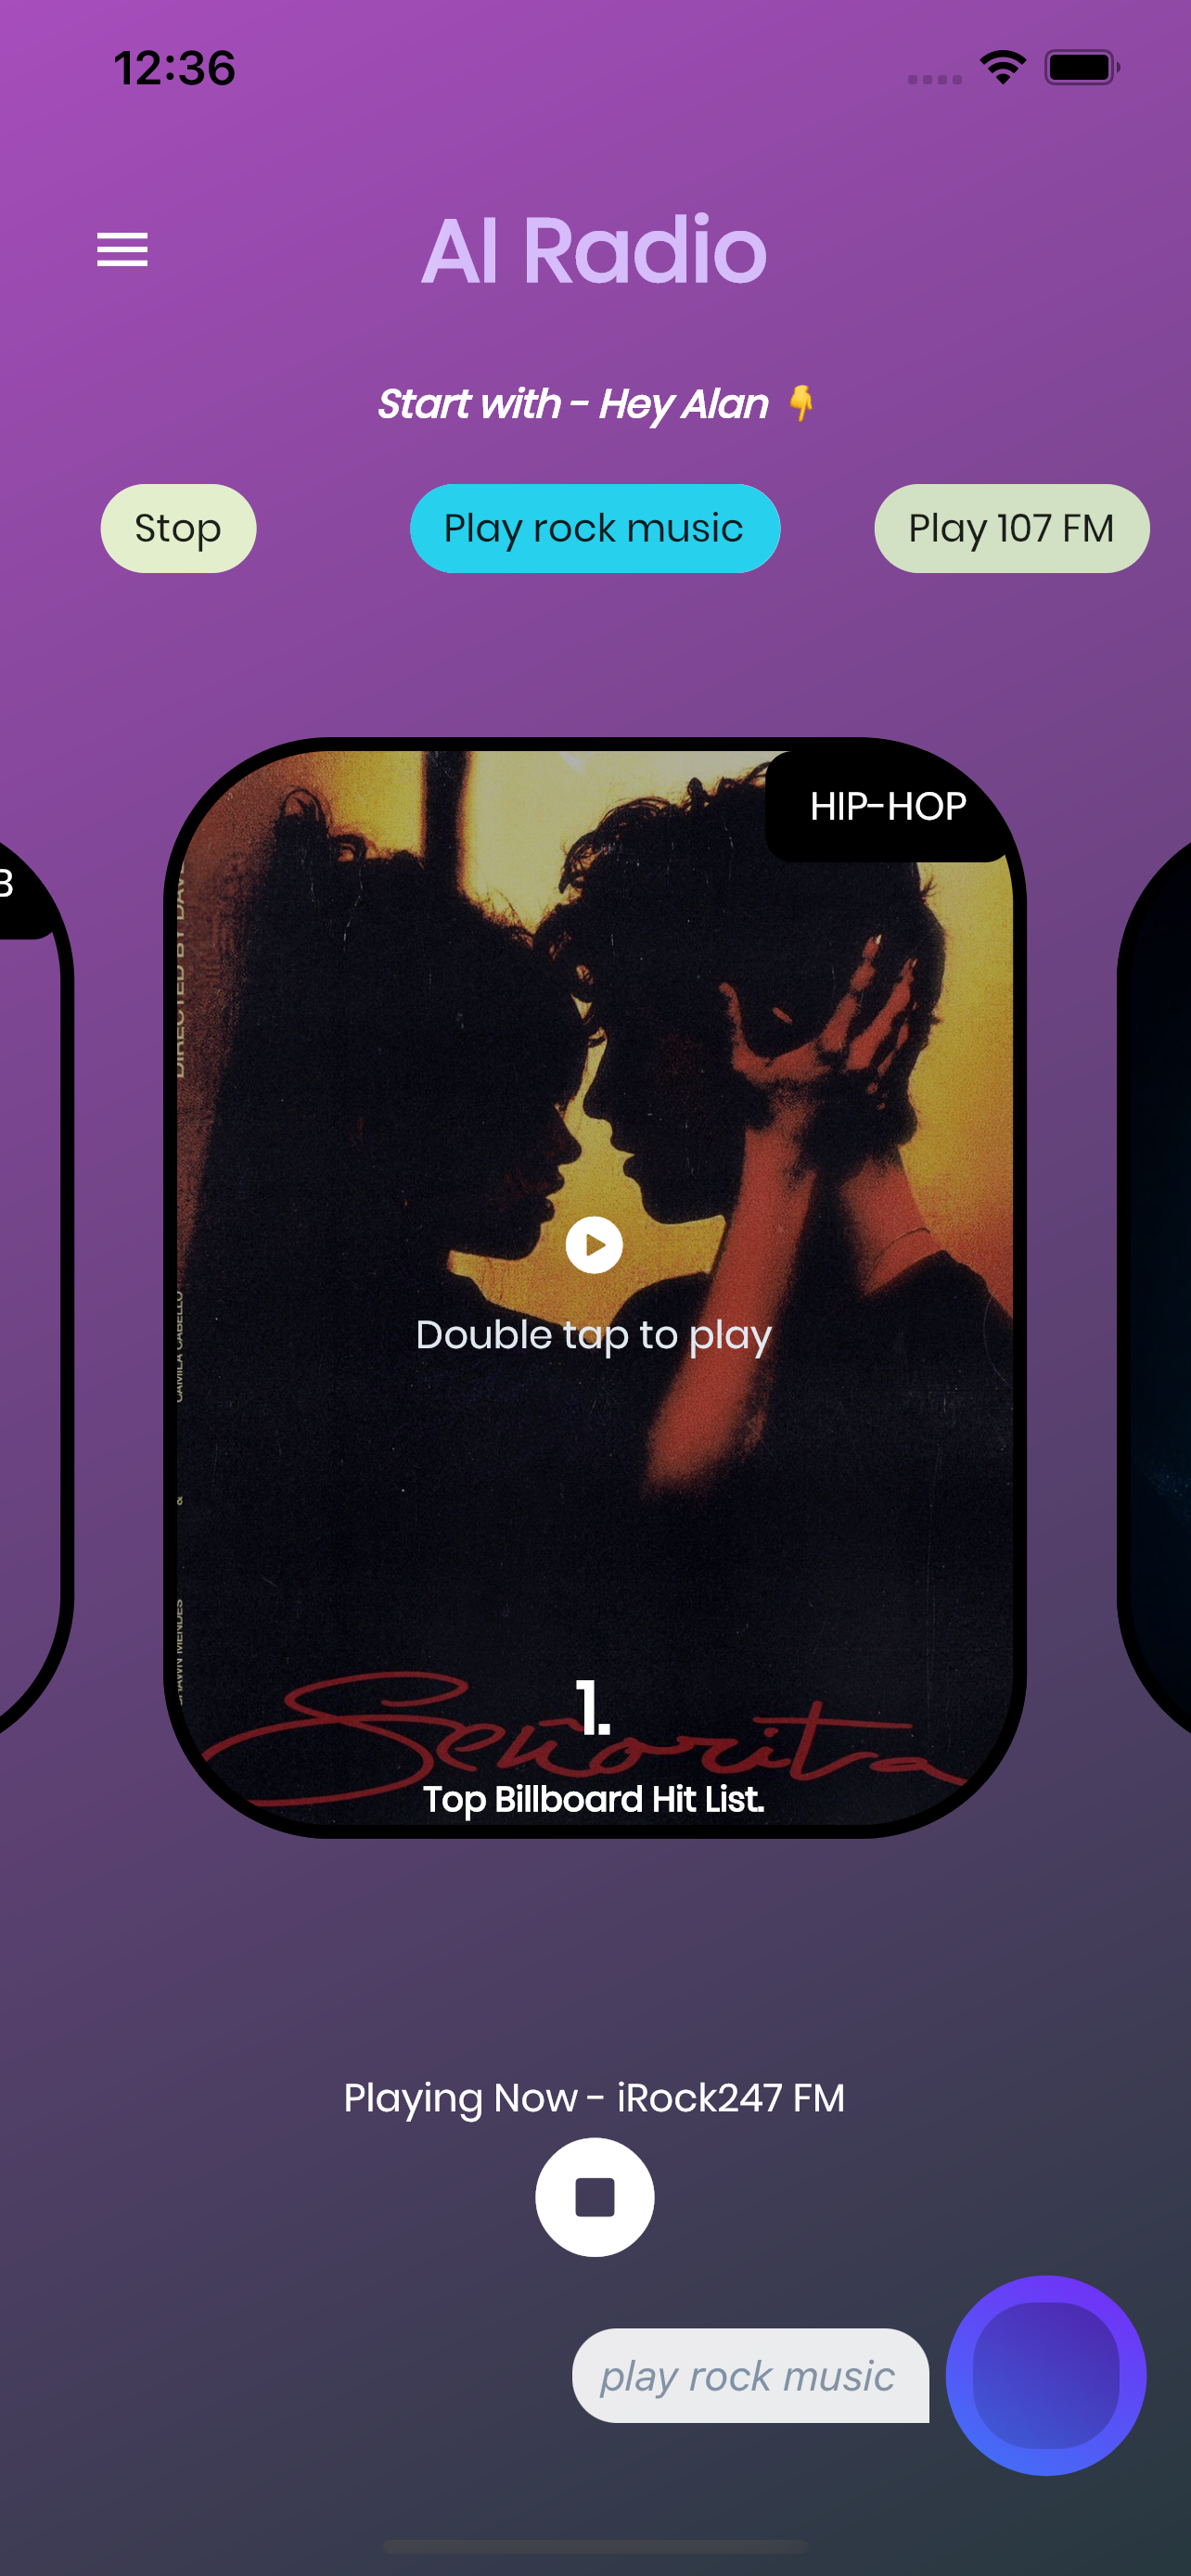 12:36
AI Radio
Start with - Hey Alan 👇
Stop
Play rock music
Play 107 FM
HIP-HOP
B
DIRECTED BY DAVE
CAMILA CABELLO
&
SHAWN MENDES
Double tap to play
1.
Señorita
Top Billboard Hit List.
Playing Now - iRock247 FM
play rock music